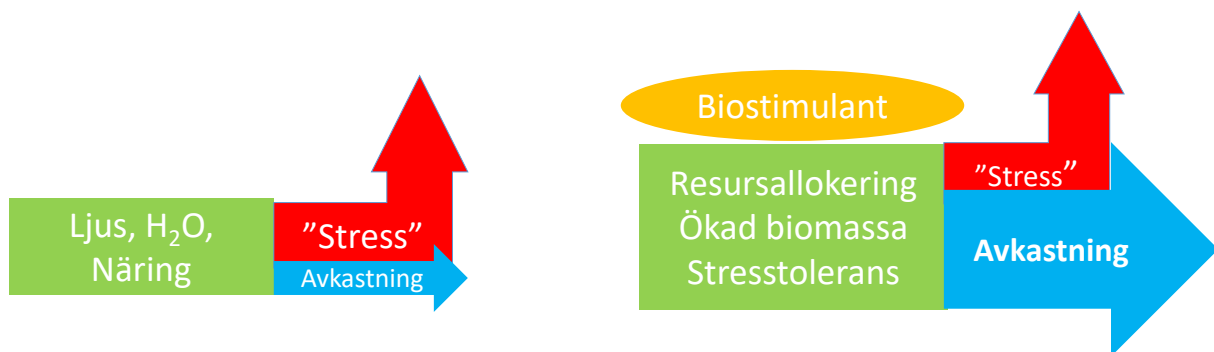 Ljus, H₂O,
Näring
”Stress”
Avkastning
Biostimulant
Resursallokering
Ökad biomassa
Stresstolerans
”Stress”
Avkastning